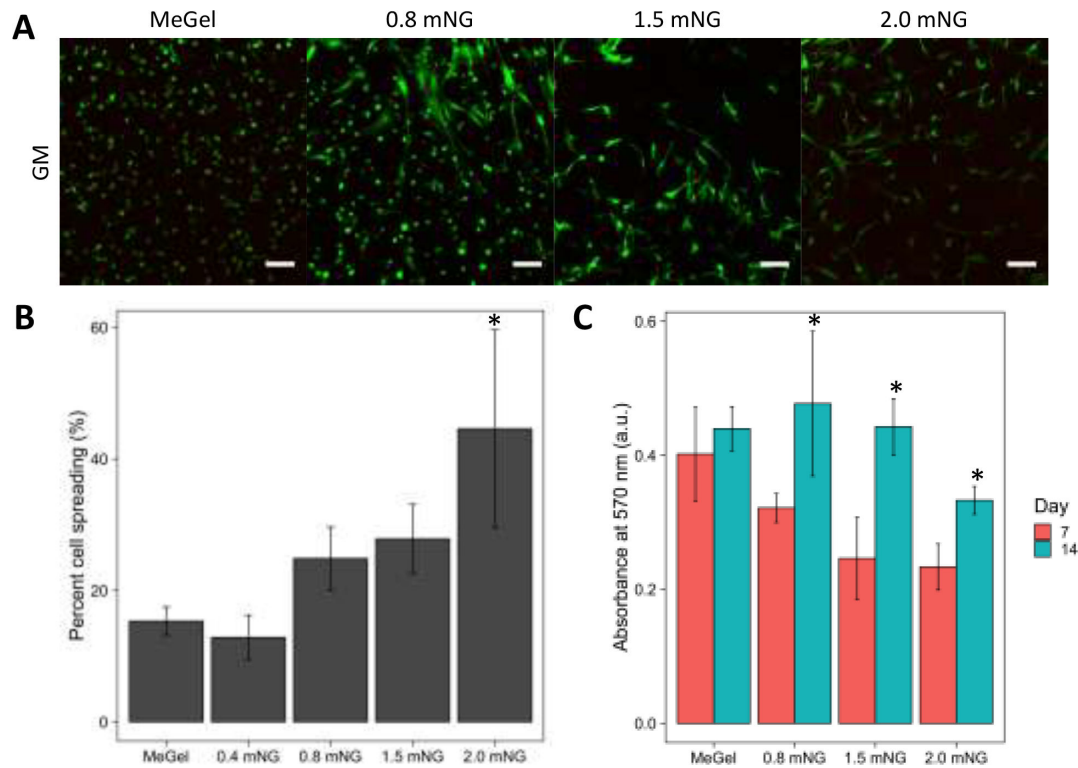 A
MeGel 0.8 mNG 1.5 mNG 2.0 mNG
GM
B
Percent cell spreading (%)
60
40
20
0
*
MeGel 0.4 mNG 0.8 mNG 1.5 mNG 2.0 mNG
C
Absorbance at 570 nm (a.u.)
0.6
0.4
0.2
0.0
*
*
*
MeGel 0.8 mNG 1.5 mNG 2.0 mNG
Day
7
14